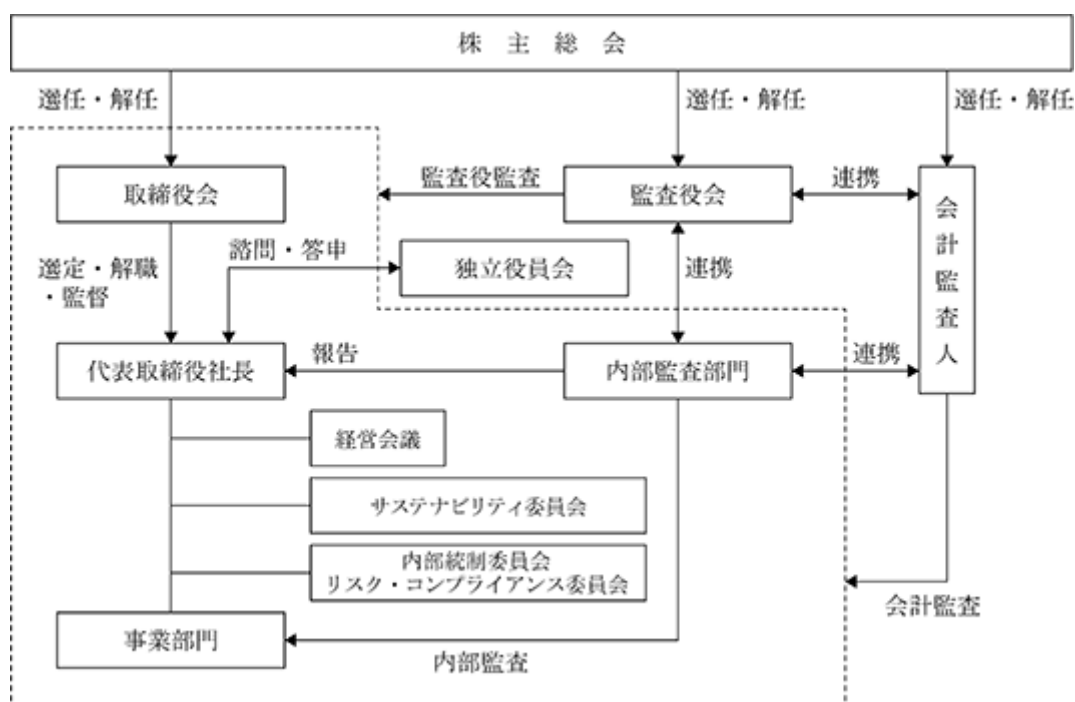 株主総会
選任・解任
選任・解任
選任・解任
取締役会
監査役監査
監査役会
連携
会計監査人
諮問・答申
独立役員会
選定・解職
・監督
連携
代表取締役社長
報告
内部監査部門
連携
経営会議
サステナビリティ委員会
内部統制委員会
リスク・コンプライアンス委員会
会計監査
事業部門
内部監査